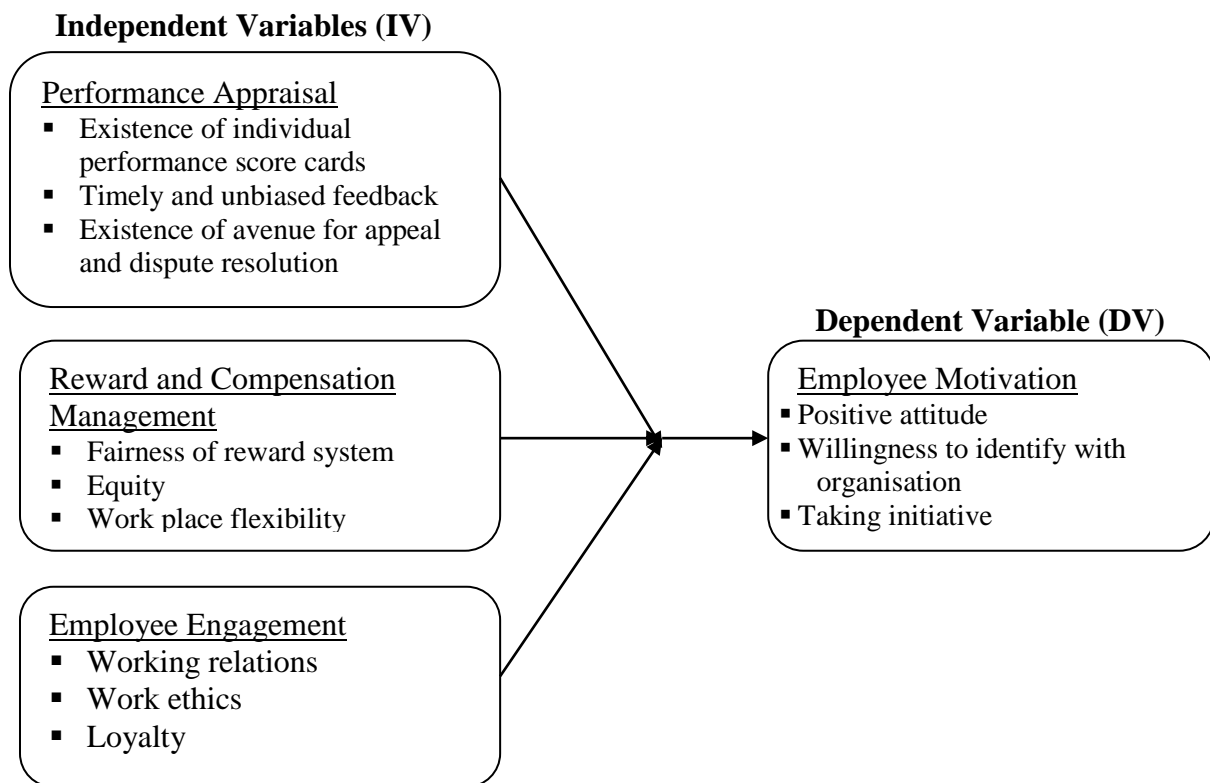 Independent Variables (IV)
Performance Appraisal
▪ Existence of individual
performance score cards
▪ Timely and unbiased feedback
▪ Existence of avenue for appeal
and dispute resolution
Reward and Compensation
Management
▪ Fairness of reward system
▪ Equity
▪ Work place flexibility
Employee Engagement
▪ Working relations
▪ Work ethics
▪ Loyalty
Dependent Variable (DV)
Employee Motivation
▪ Positive attitude
▪ Willingness to identify with
organisation
▪ Taking initiative